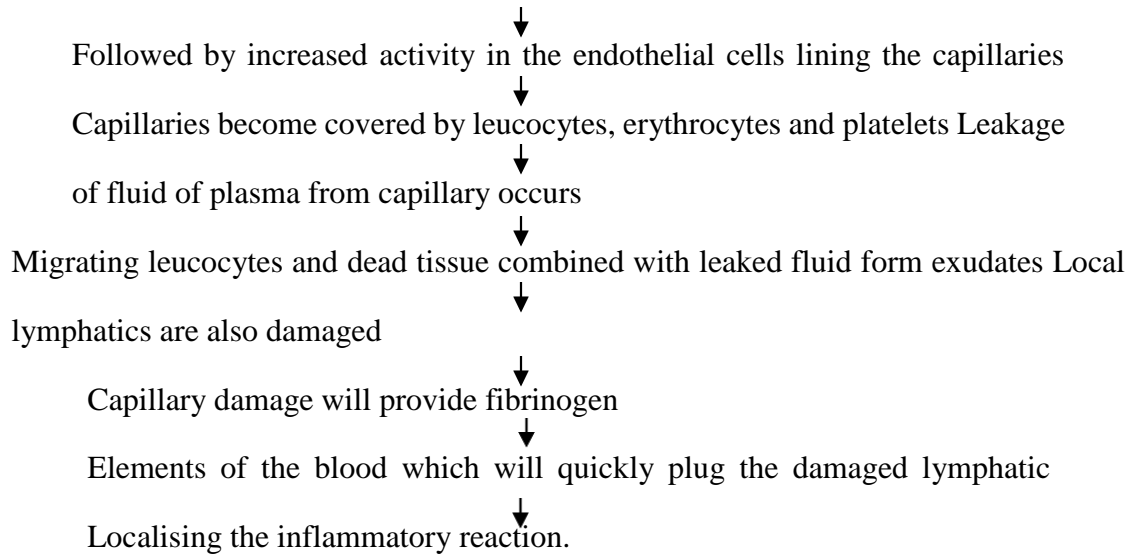 Followed by increased activity in the endothelial cells lining the capillaries
Capillaries become covered by leucocytes, erythrocytes and platelets Leakage
of fluid of plasma from capillary occurs
Migrating leucocytes and dead tissue combined with leaked fluid form exudates Local
lymphatics are also damaged
Capillary damage will provide fibrinogen
Elements of the blood which will quickly plug the damaged lymphatic
Localising the inflammatory reaction.